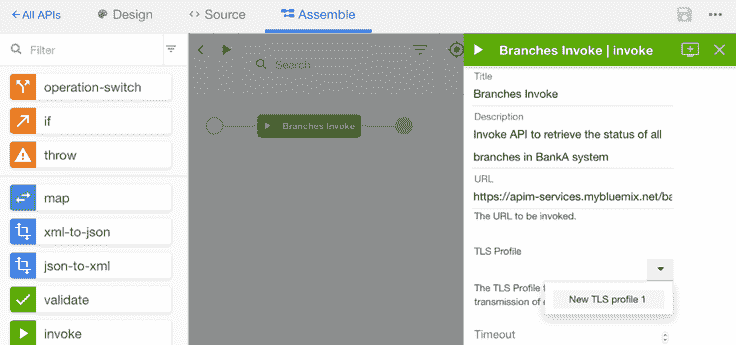 All APIs
Design
Source
Assemble
Filter
operation-switch
if
throw
map
xml-to-json
json-to-xml
validate
invoke
Search
Branches Invoke
Branches Invoke | invoke
Title
Branches Invoke
Description
Invoke API to retrieve the status of all
branches in BankA system
URL
https://apim-services.mybluemix.net/ba
The URL to be invoked.
TLS Profile
The TLS Profile
transmission of
New TLS profile 1
Timeout